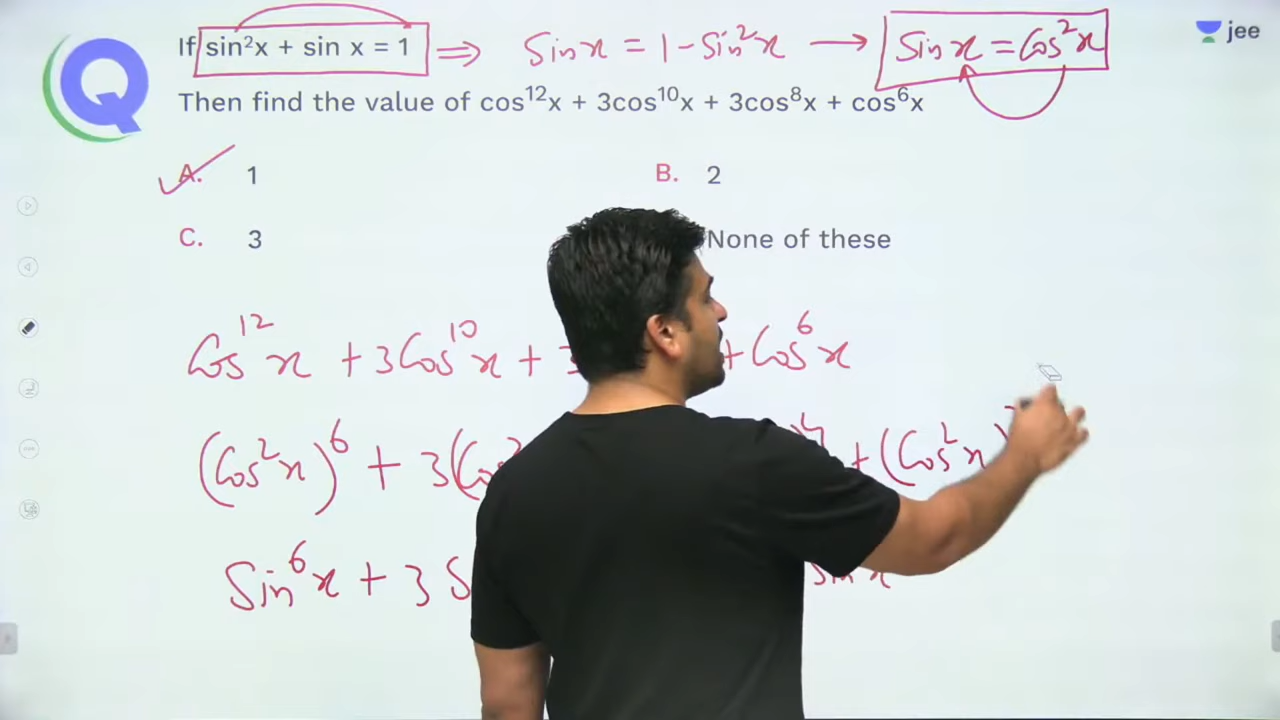 If sin²x + sin x = 1 ⇒ Sin x = 1 - Sin²x → Sin x = Cos²x
jee
Then find the value of cos¹²x + 3cos¹⁰x + 3cos⁸x + cos⁶x
A. 1
B. 2
C. 3
None of these
Cos¹²x + 3Cos¹⁰x + + Cos⁶x
(Cos²x)⁶ + 3( )⁴ + (Cos²x)
Sin⁶x + 3 Sin x